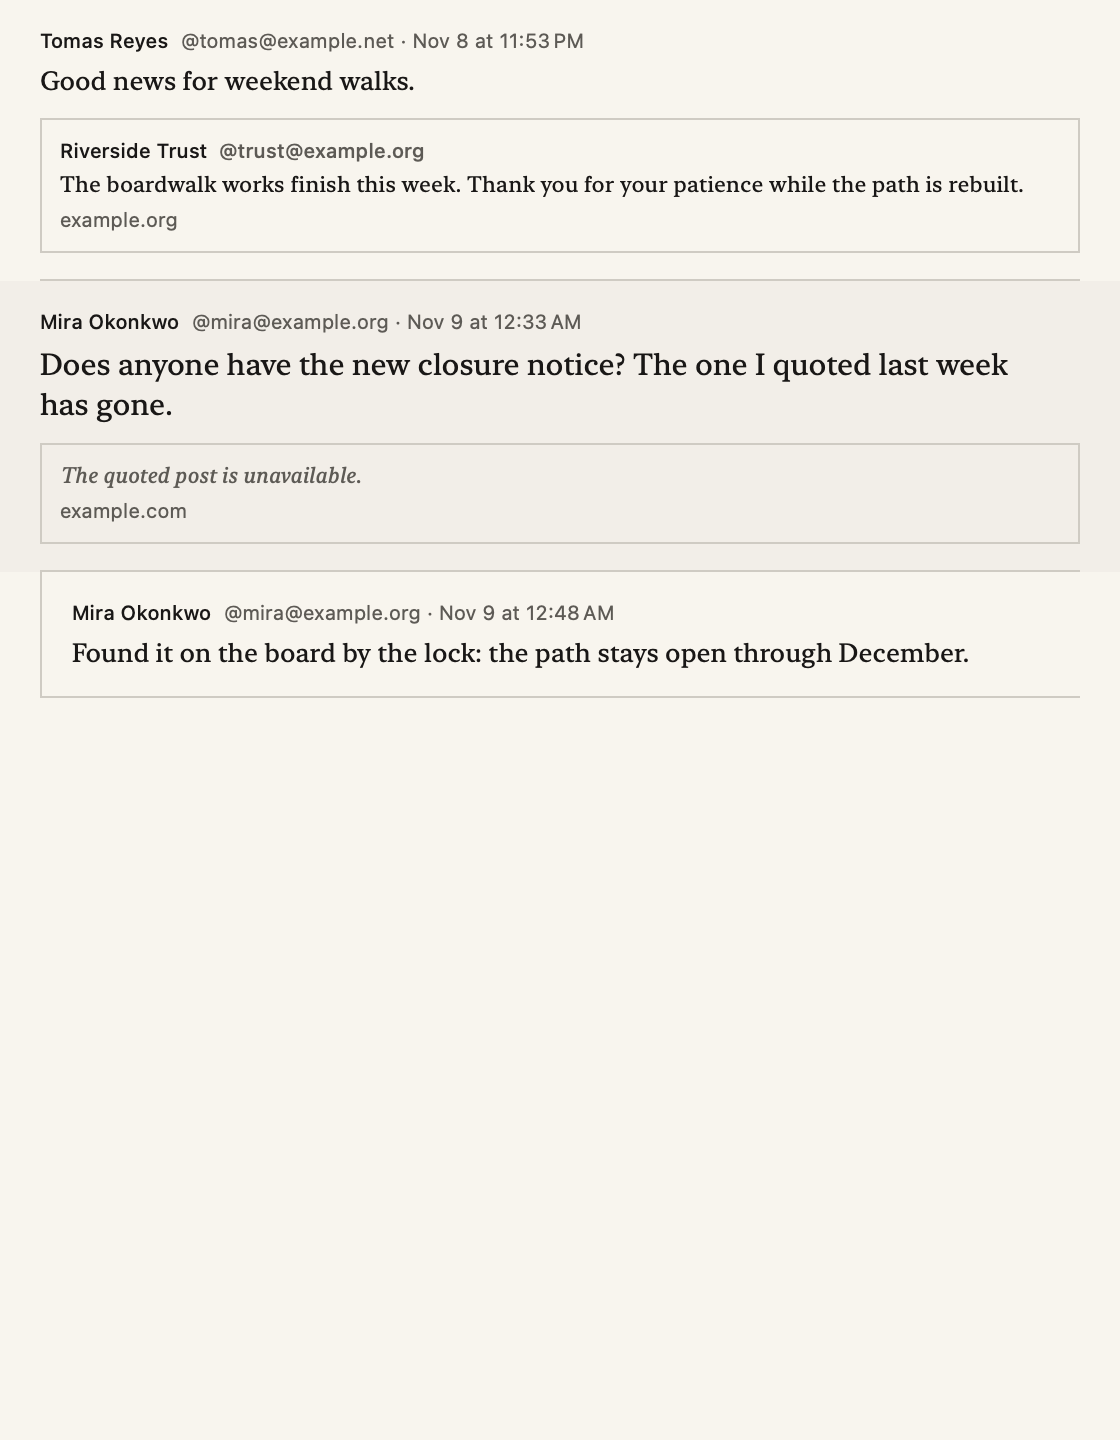 Tomas Reyes @tomas@example.net · Nov 8 at 11:53 PM
Good news for weekend walks.
Riverside Trust @trust@example.org
The boardwalk works finish this week. Thank you for your patience while the path is rebuilt.
example.org
Mira Okonkwo @mira@example.org · Nov 9 at 12:33 AM
Does anyone have the new closure notice? The one I quoted last week
has gone.
The quoted post is unavailable.
example.com
Mira Okonkwo @mira@example.org · Nov 9 at 12:48 AM
Found it on the board by the lock: the path stays open through December.